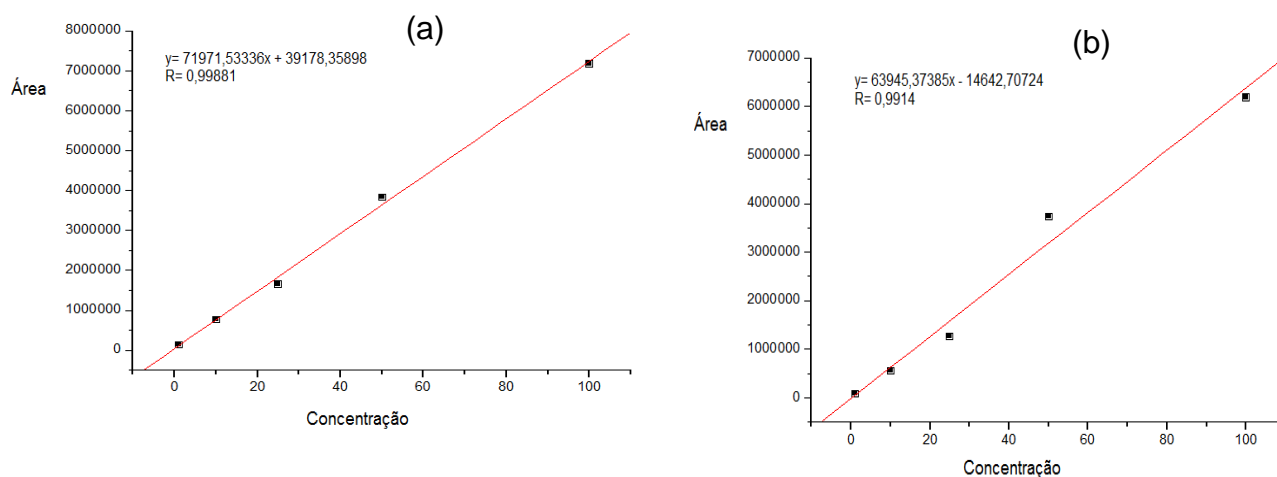 (a)
y= 71971,53336x + 39178,35898
R= 0,99881
Área
8000000
7000000
6000000
5000000
4000000
3000000
2000000
1000000
0
0 20 40 60 80 100
Concentração
(b)
y= 63945,37385x - 14642,70724
R= 0,9914
Área
7000000
6000000
5000000
4000000
3000000
2000000
1000000
0
0 20 40 60 80 100
Concentração